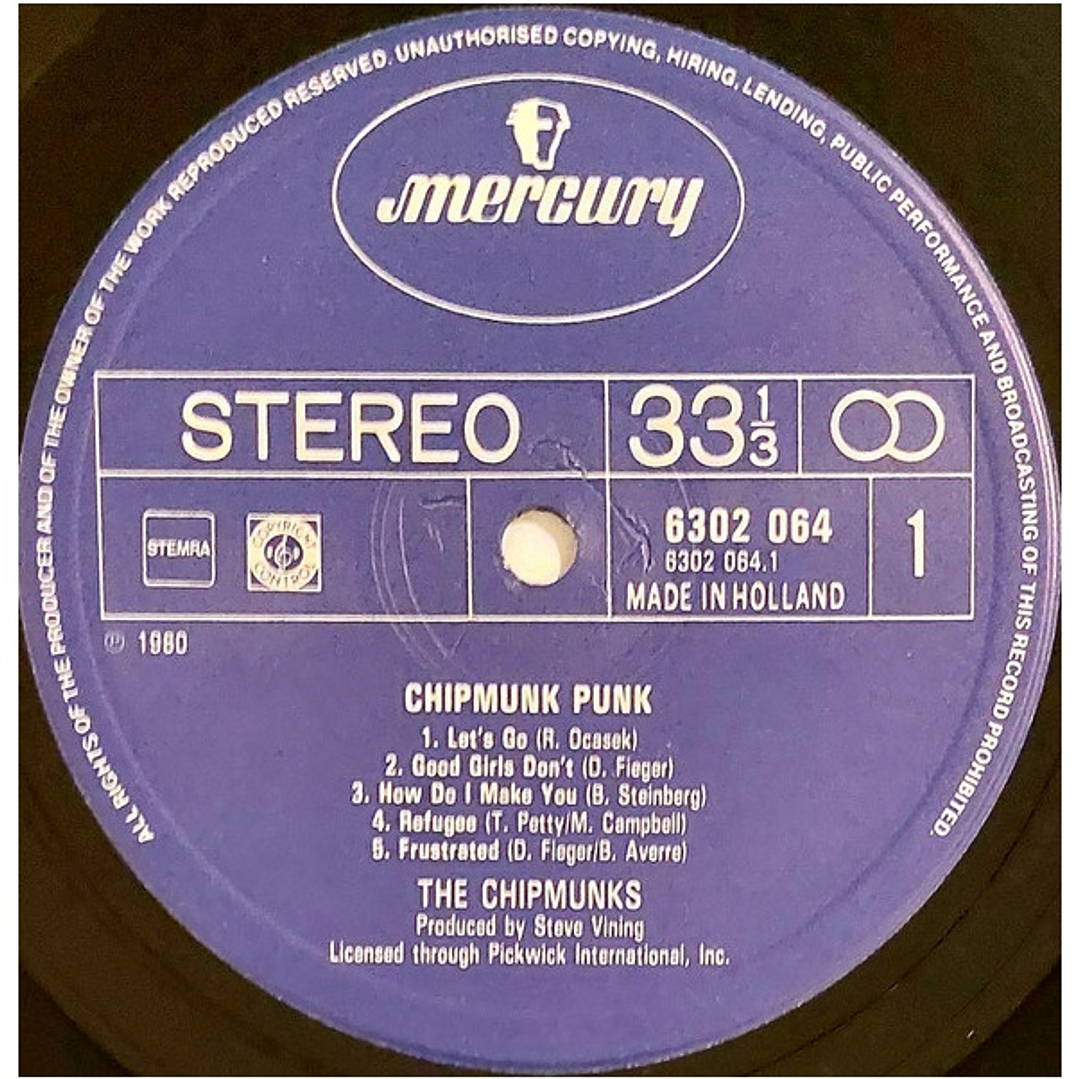 ALL RIGHTS OF THE PRODUCER AND OF THE OWNER OF THE WORK REPRODUCED RESERVED. UNAUTHORISED COPYING, HIRING, LENDING, PUBLIC PERFORMANCE AND BROADCASTING OF THIS RECORD PROHIBITED.
mercury
STEREO
33 1/3
STEMRA
COPYRIGHT CONTROL
6302 064
6302 064.1
MADE IN HOLLAND
1
℗ 1980
CHIPMUNK PUNK
1. Let's Go (R. Ocasek)
2. Good Girls Don't (D. Fieger)
3. How Do I Make You (B. Steinberg)
4. Refugee (T. Petty/M. Campbell)
5. Frustrated (D. Fieger/B. Averre)
THE CHIPMUNKS
Produced by Steve Vining
Licensed through Pickwick International, Inc.